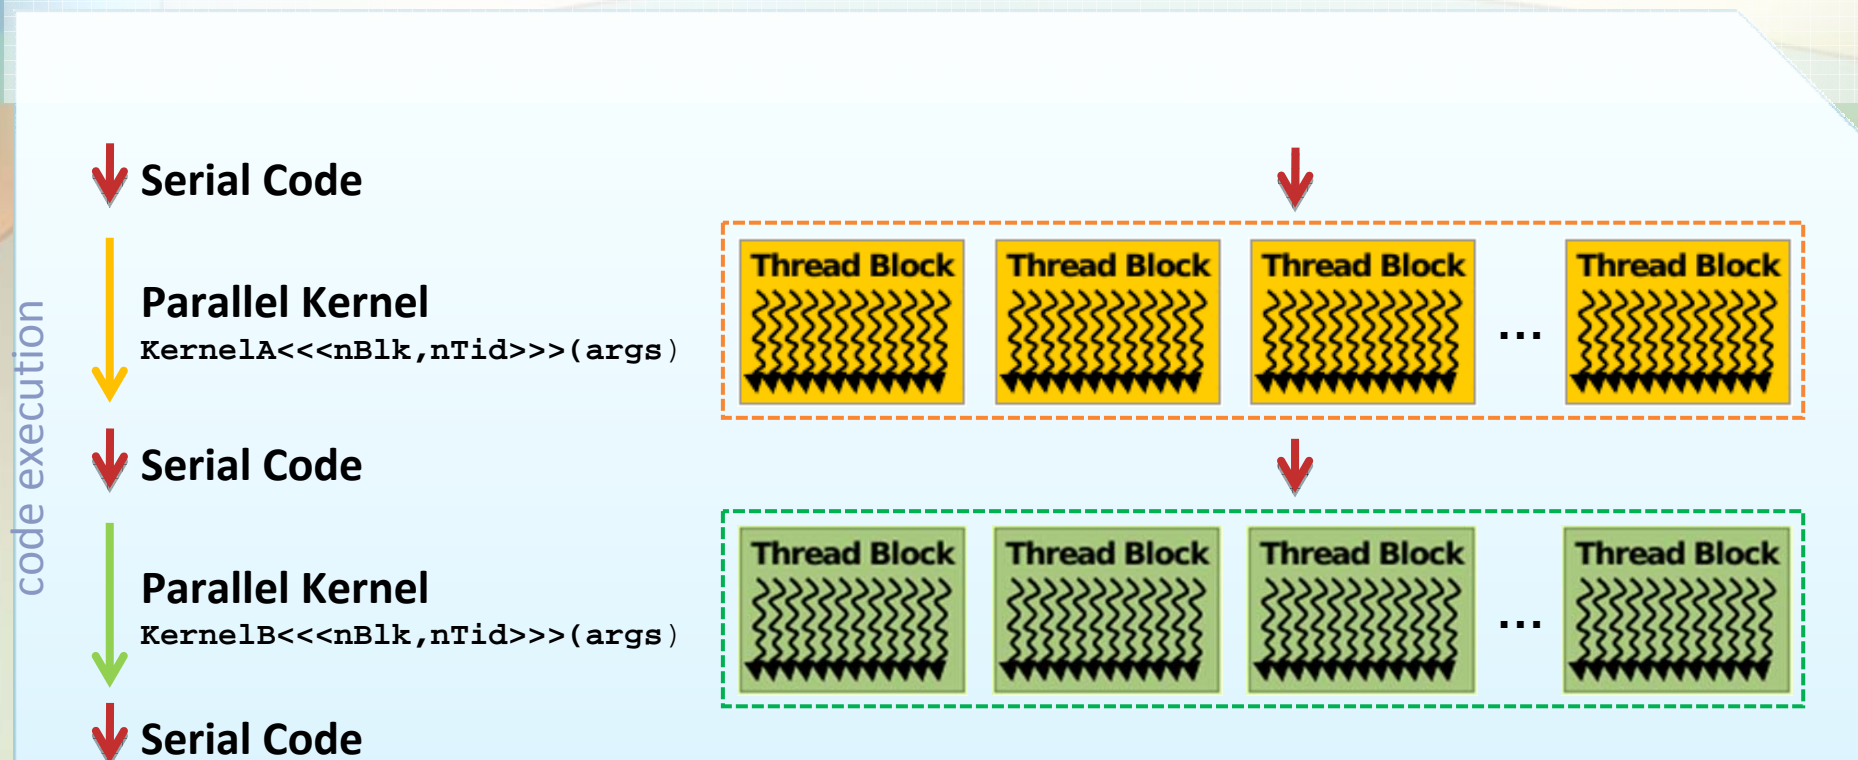 Serial Code
Parallel Kernel
KernelA<<<nBlk,nTid>>>(args)
Thread Block Thread Block Thread Block ... Thread Block
Serial Code
Parallel Kernel
KernelB<<<nBlk,nTid>>>(args)
Thread Block Thread Block Thread Block ... Thread Block
Serial Code
code execution